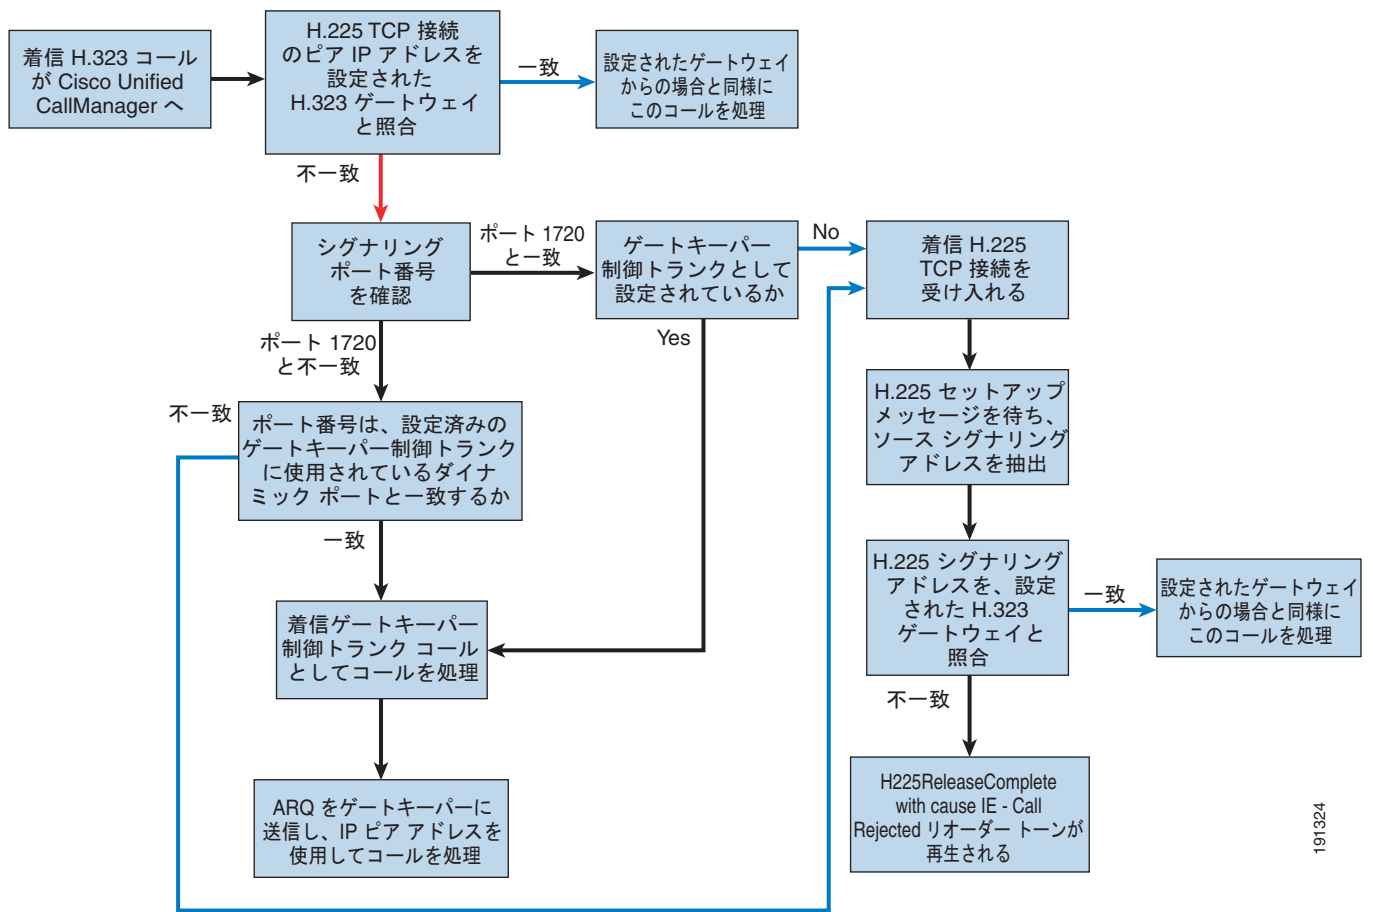 着信 H.323 コール
が Cisco Unified
CallManager へ
H.225 TCP 接続
のピア IP アドレスを
設定された
H.323 ゲートウェイ
と照合
一致
設定されたゲートウェイ
からの場合と同様に
このコールを処理
不一致
シグナリング
ポート番号
を確認
ポート 1720
と一致
ゲートキーパー
制御トランクとして
設定されているか
No
着信 H.225
TCP 接続を
受け入れる
ポート 1720
と不一致
Yes
H.225 セットアップ
メッセージを待ち、
ソース シグナリング
アドレスを抽出
不一致
ポート番号は、設定済みの
ゲートキーパー制御トランク
に使用されているダイナ
ミック ポートと一致するか
一致
H.225 シグナリング
アドレスを、設定
された H.323
ゲートウェイと
照合
一致
設定されたゲートウェイ
からの場合と同様に
このコールを処理
着信ゲートキーパー
制御トランク コール
としてコールを処理
不一致
ARQ をゲートキーパーに
送信し、IP ピア アドレスを
使用してコールを処理
H225ReleaseComplete
with cause IE - Call
Rejected リオーダー トーンが
再生される
191324